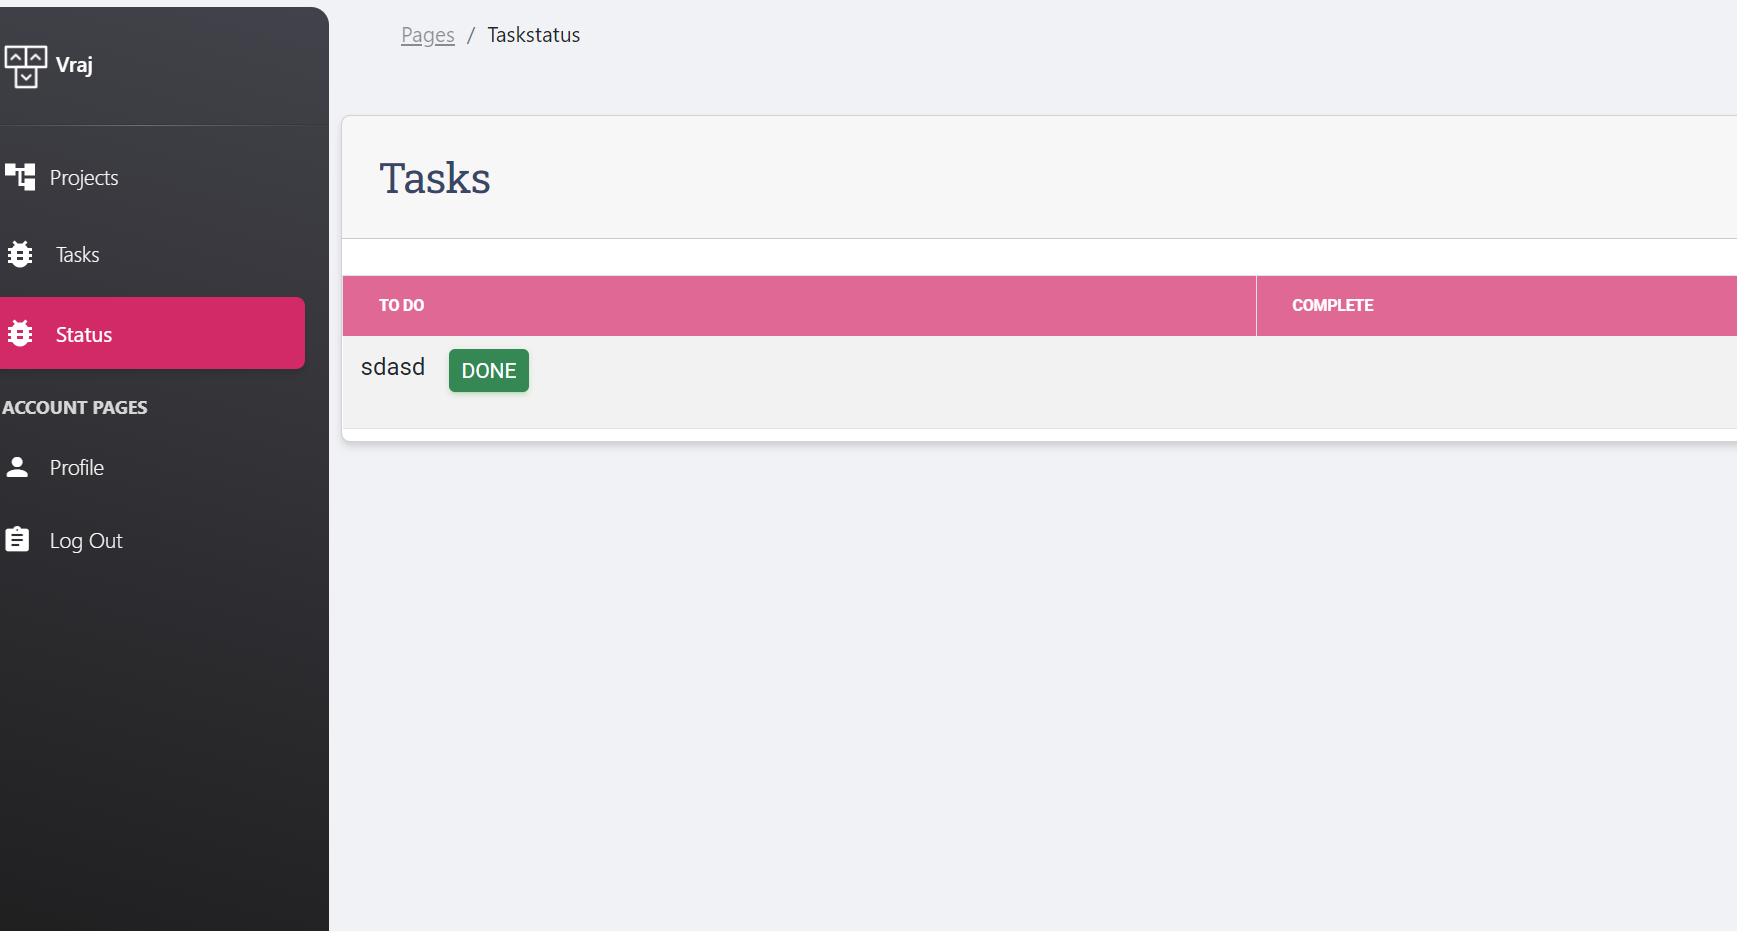 Vraj
Projects
Tasks
Status
ACCOUNT PAGES
Profile
Log Out
Pages / Taskstatus
Tasks
TO DO COMPLETE
sdasd DONE